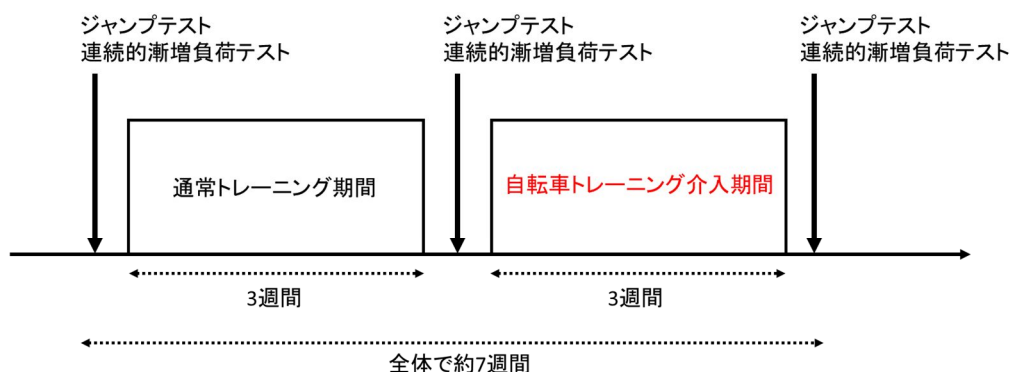 ジャンプテスト
連続的漸増負荷テスト
ジャンプテスト
連続的漸増負荷テスト
ジャンプテスト
連続的漸増負荷テスト
通常トレーニング期間
自転車トレーニング介入期間
3週間
3週間
全体で約7週間